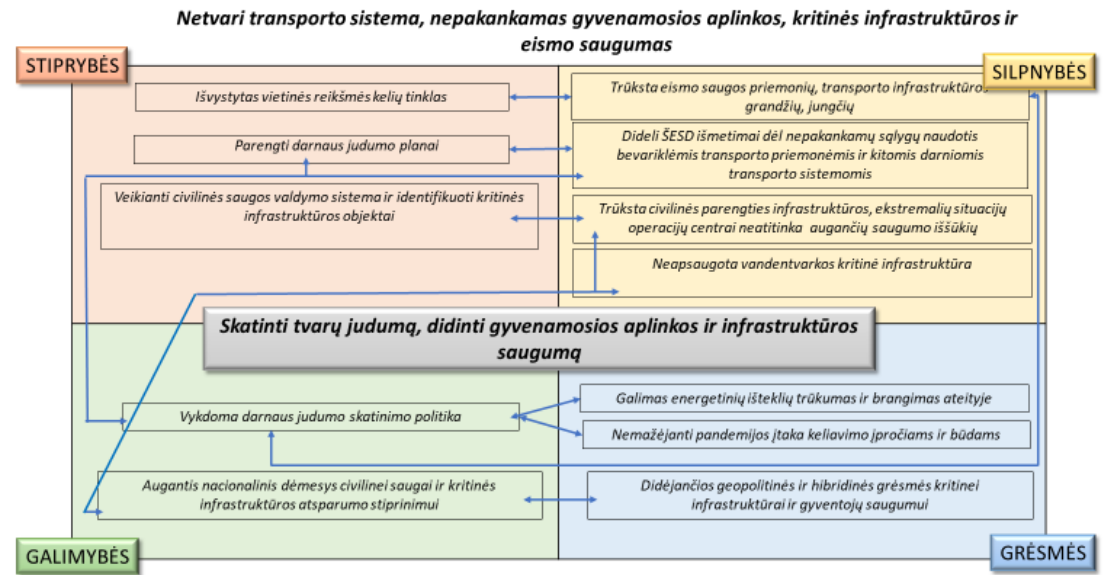 Netvari transporto sistema, nepakankamas gyvenamosios aplinkos, kritinės infrastruktūros ir
eismo saugumas
STIPRYBĖS
SILPNYBĖS
Išvystytas vietinės reikšmės kelių tinklas
Trūksta eismo saugos priemonių, transporto infrastruktūros
grandžių, jungčių
Parengti darnaus judumo planai
Dideli ŠESD išmetimai dėl nepakankamų sąlygų naudotis
bevariklėmis transporto priemonėmis ir kitomis darniomis
transporto sistemomis
Veikianti civilinės saugos valdymo sistema ir identifikuoti kritinės
infrastruktūros objektai
Trūksta civilinės parengties infrastruktūros, ekstremalių situacijų
operacijų centrai neatitinka augančių saugumo iššūkių
Neapsaugota vandentvarkos kritinė infrastruktūra
Skatinti tvarų judumą, didinti gyvenamosios aplinkos ir infrastruktūros
saugumą
Vykdoma darnaus judumo skatinimo politika
Galimas energetinių išteklių trūkumas ir brangimas ateityje
Nemažėjanti pandemijos įtaka keliavimo įpročiams ir būdams
Augantis nacionalinis dėmesys civilinei saugai ir kritinės
infrastruktūros atsparumo stiprinimui
Didėjančios geopolitinės ir hibridinės grėsmės kritinei
infrastruktūrai ir gyventojų saugumui
GALIMYBĖS
GRĖSMĖS